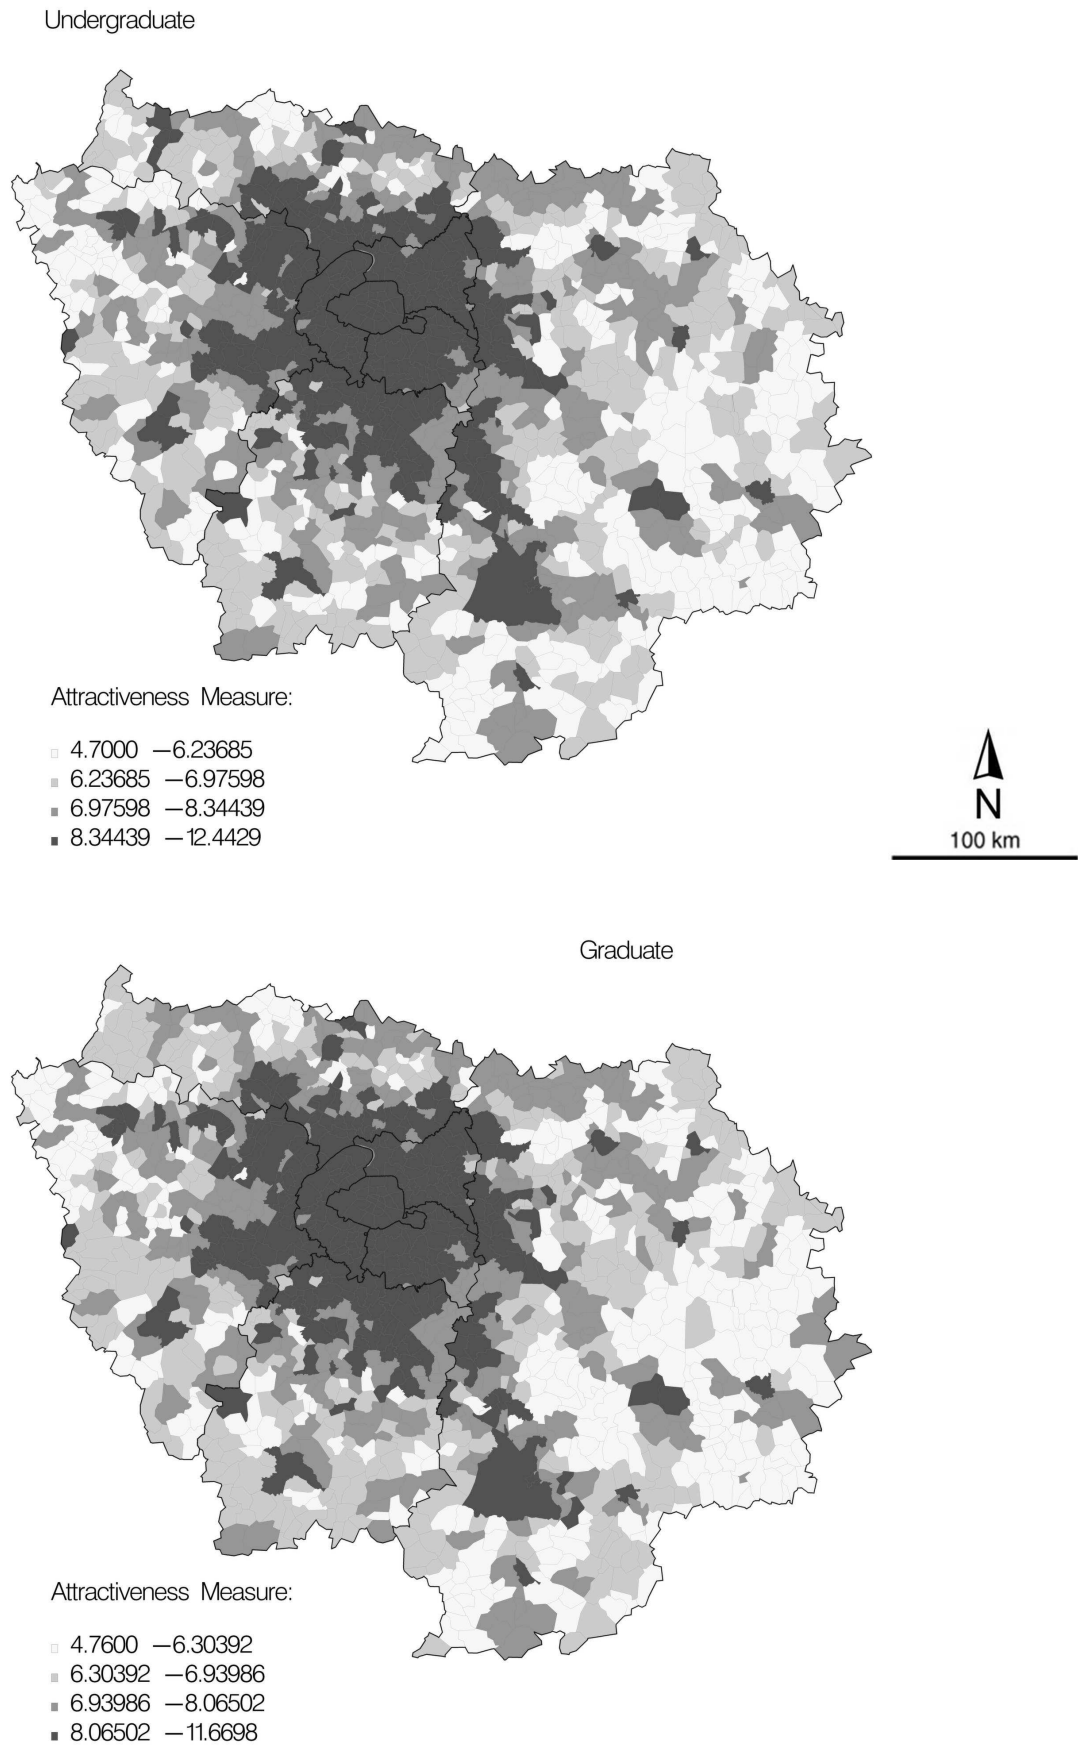 Undergraduate
Attractiveness Measure:
4.7000 –6.23685
6.23685 –6.97598
6.97598 –8.34439
8.34439 –12.4429
N
100 km
Graduate
Attractiveness Measure:
4.7600 –6.30392
6.30392 –6.93986
6.93986 –8.06502
8.06502 –11.6698